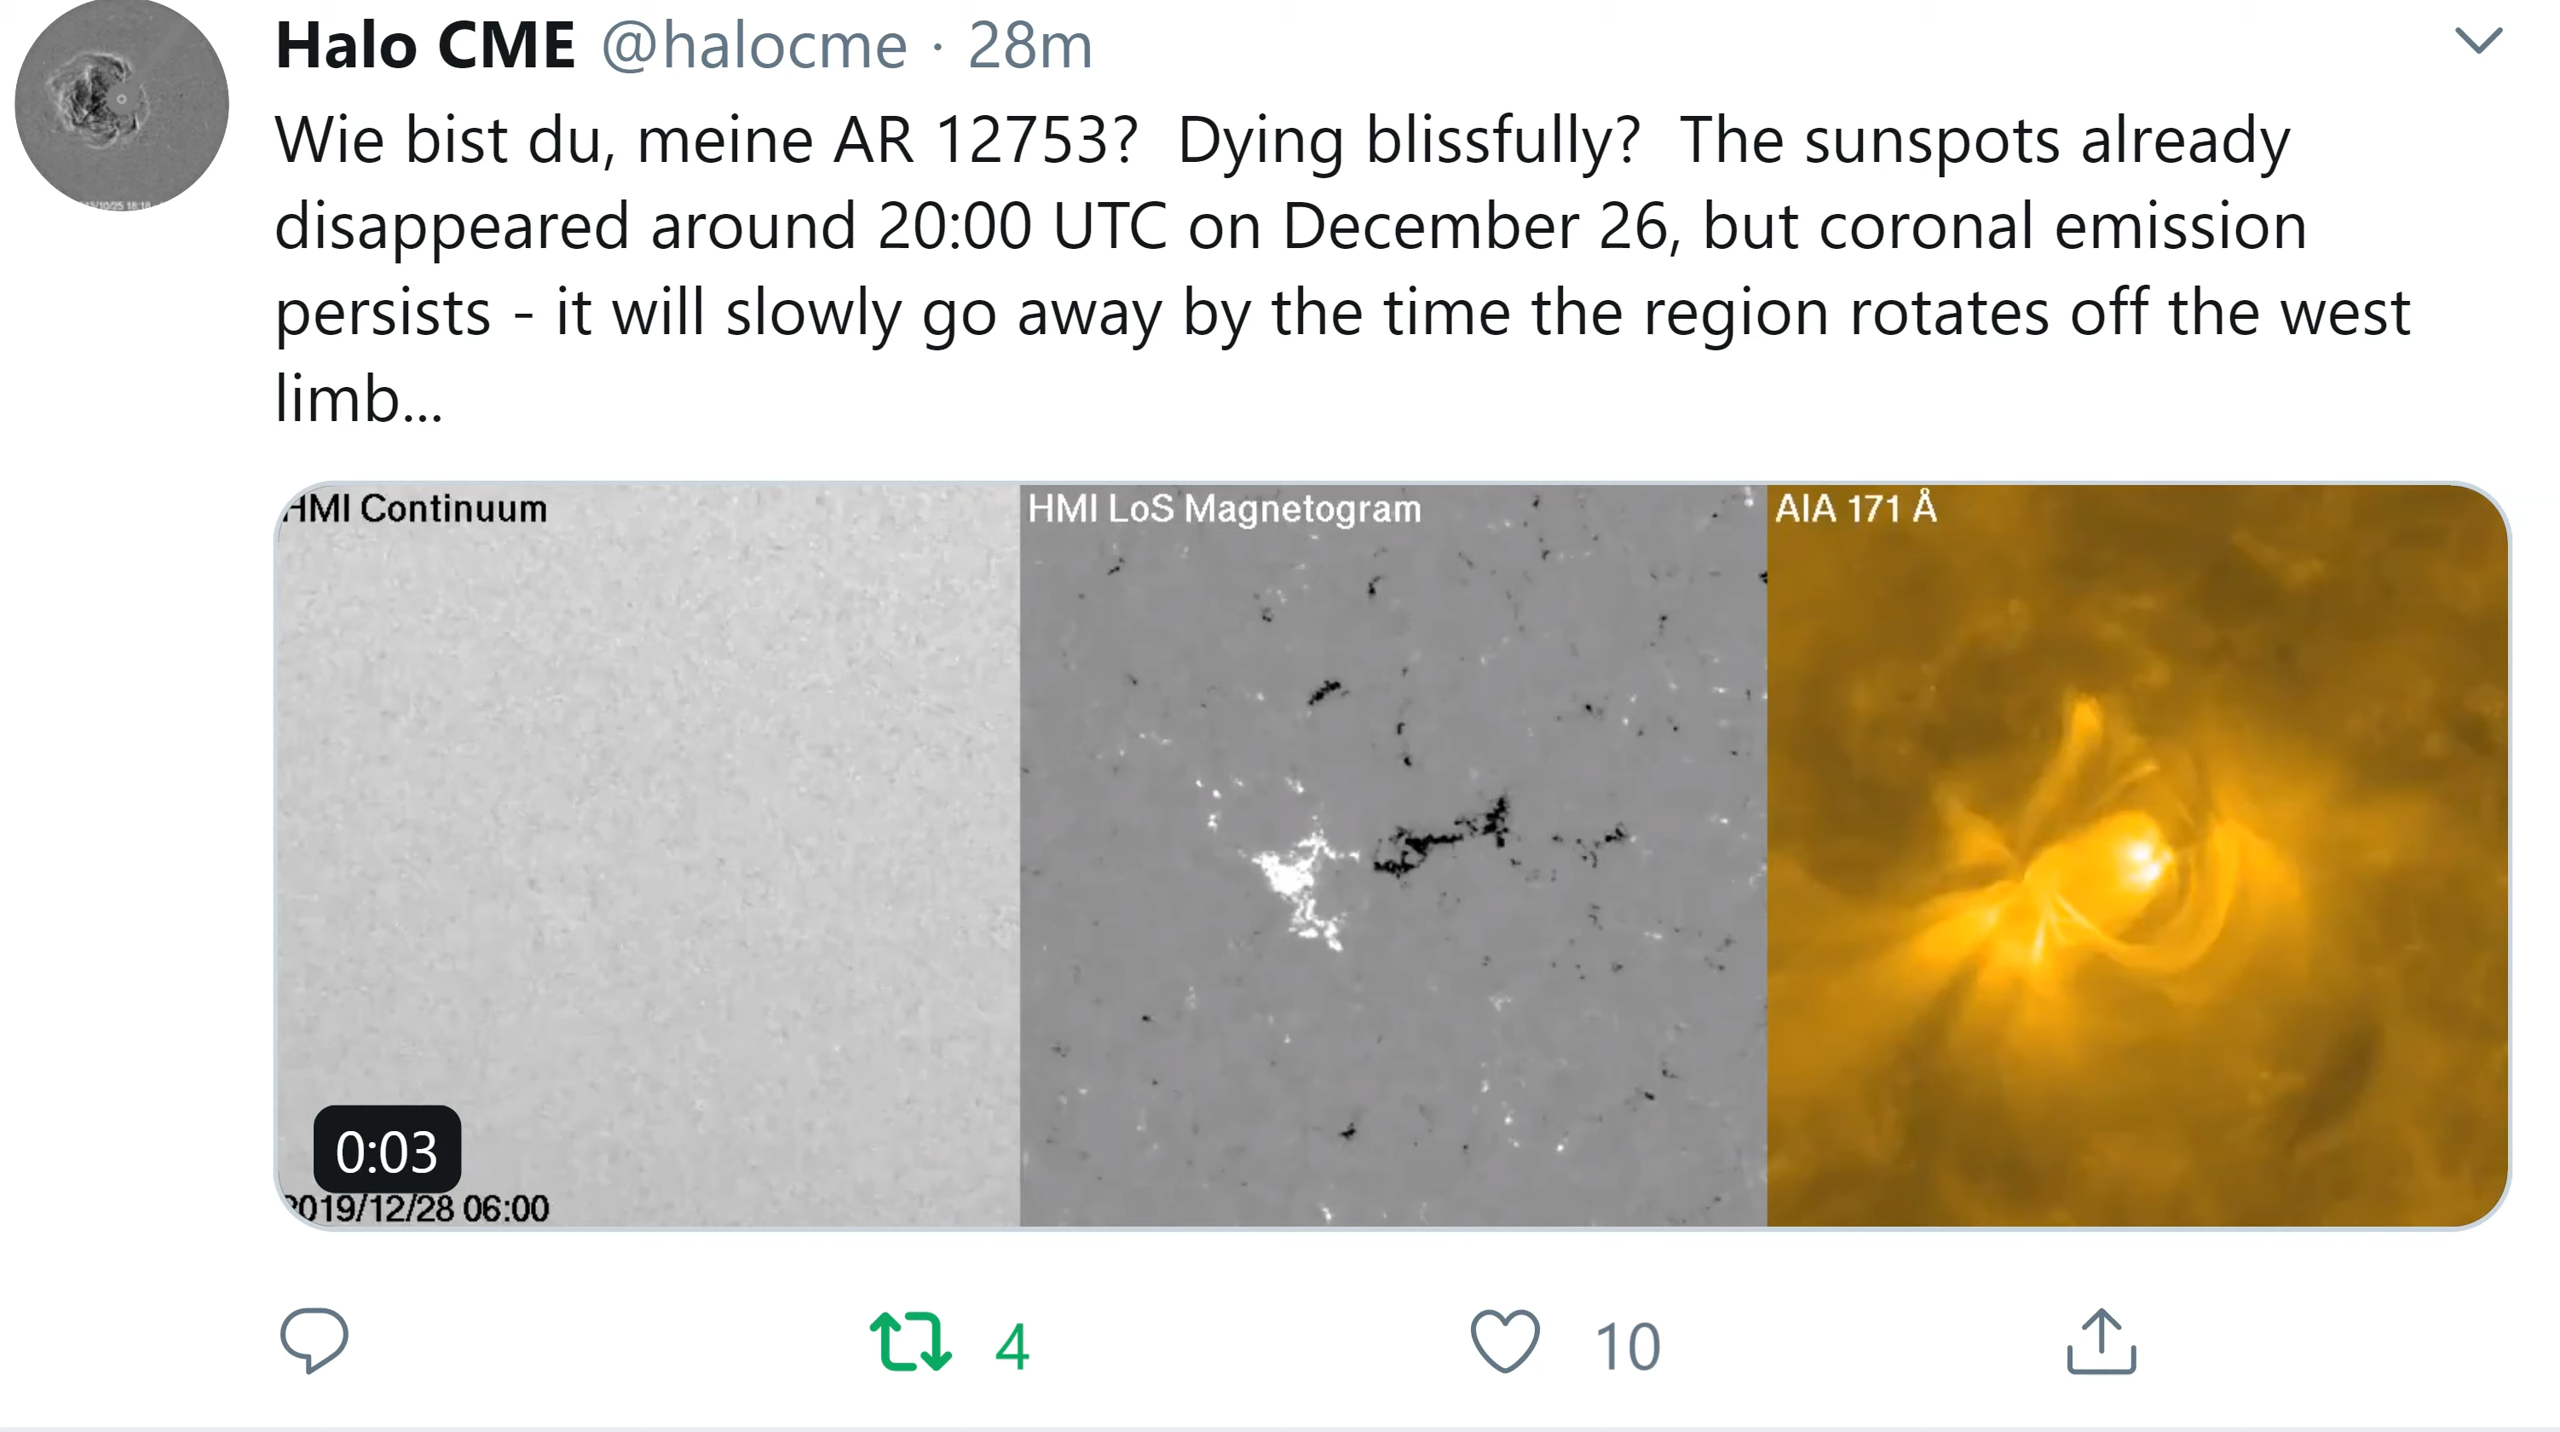 Halo CME @halocme · 28m
Wie bist du, meine AR 12753?  Dying blissfully?  The sunspots already
disappeared around 20:00 UTC on December 26, but coronal emission
persists - it will slowly go away by the time the region rotates off the west
limb...
HMI Continuum
HMI LoS Magnetogram
AIA 171 Å
0:03
2019/12/28 06:00
4
10